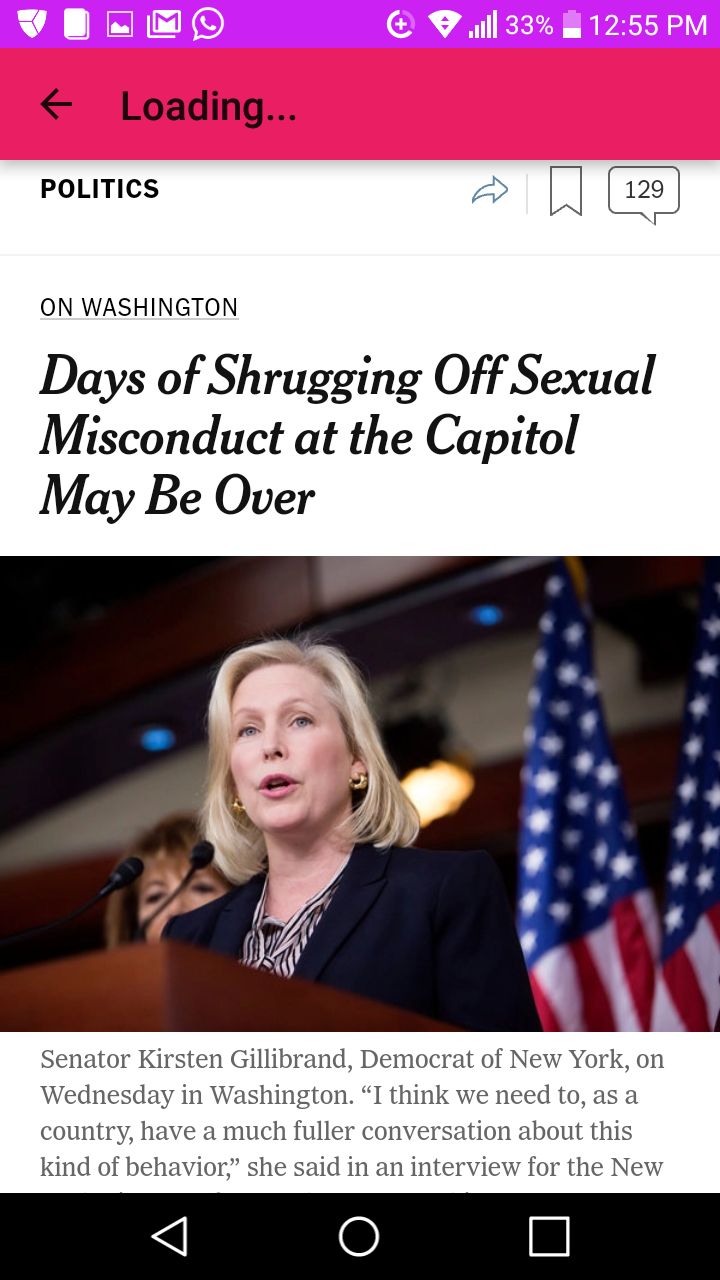 33% 12:55 PM
Loading...
POLITICS 129
ON WASHINGTON
Days of Shrugging Off Sexual
Misconduct at the Capitol
May Be Over
Senator Kirsten Gillibrand, Democrat of New York, on
Wednesday in Washington. “I think we need to, as a
country, have a much fuller conversation about this
kind of behavior,” she said in an interview for the New